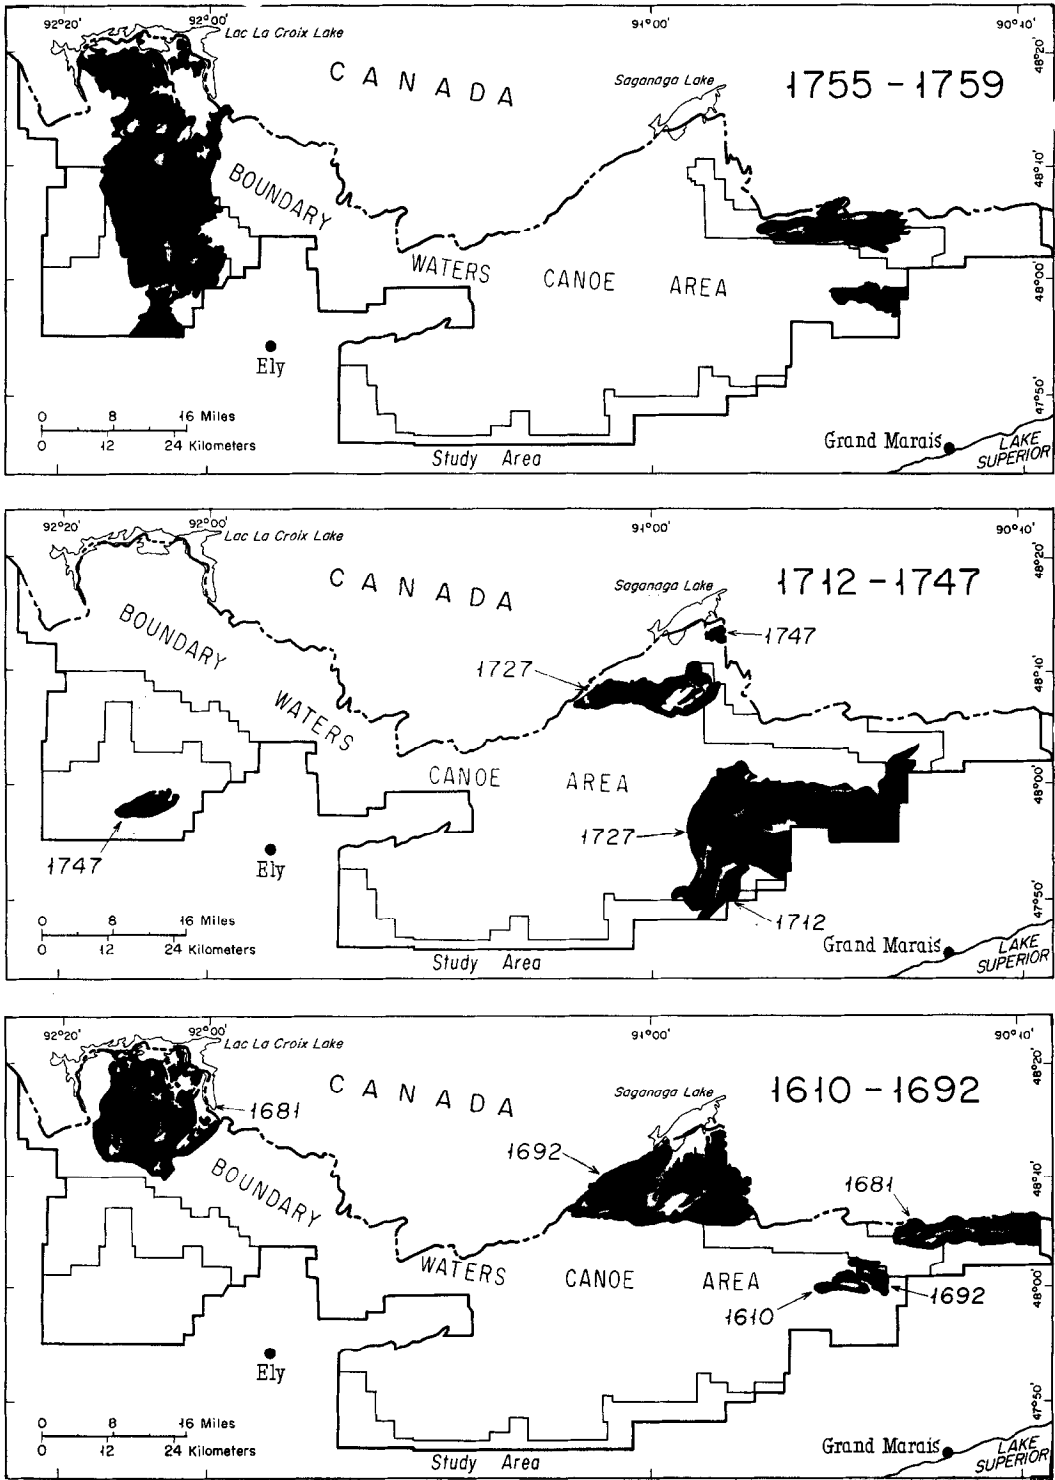 92°20' 92°00' 91°00' 90°10'
Lac La Croix Lake
48°20'
CANADA
Saganaga Lake
1755 - 1759
48°40'
BOUNDARY
WATERS CANOE AREA
48°00'
Ely
47°50'
0 8 16 Miles
0 12 24 Kilometers
Study Area
Grand Marais
LAKE
SUPERIOR
92°20' 92°00' 91°00' 90°10'
Lac La Croix Lake
48°20'
CANADA
Saganaga Lake
1712 - 1747
1747
BOUNDARY
1727
48°40'
WATERS
CANOE AREA
48°00'
1727
1747
Ely
47°50'
0 8 16 Miles
0 12 24 Kilometers
1712
Study Area
Grand Marais
LAKE
SUPERIOR
92°20' 92°00' 91°00' 90°10'
Lac La Croix Lake
48°20'
CANADA
Saganaga Lake
1610 - 1692
1681
1692
48°40'
BOUNDARY
1681
WATERS CANOE AREA
48°00'
1692
1610
Ely
47°50'
0 8 16 Miles
0 12 24 Kilometers
Study Area
Grand Marais
LAKE
SUPERIOR